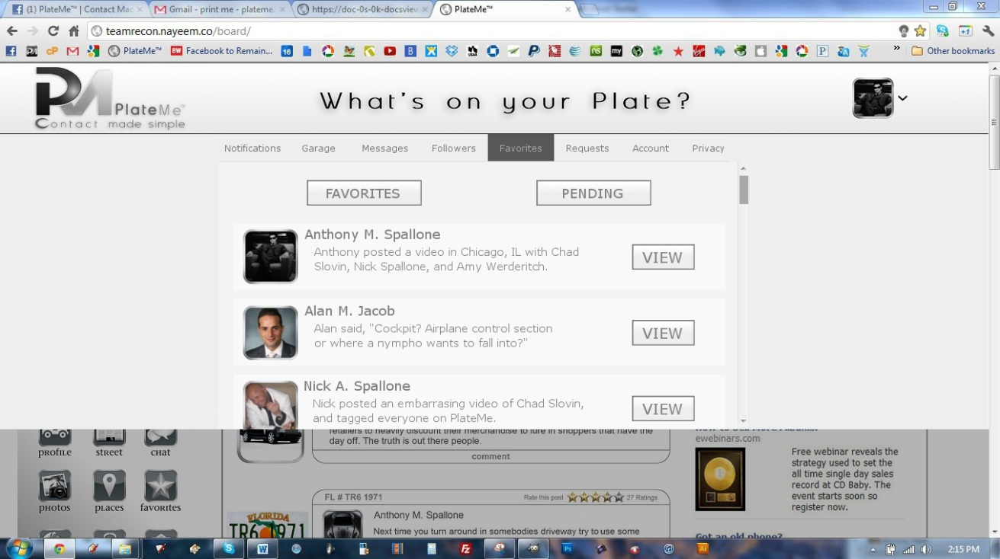 (1) PlateMe™ | Contact Mac
Gmail - print me - plateme.
https://doc-0s-0k-docsview
PlateMe™
teamrecon.nayeem.co/board/
PlateMe™
Facebook to Remain...
Other bookmarks
PlateMe™
Contact made simple
What's on your Plate?
Notifications
Garage
Messages
Followers
Favorites
Requests
Account
Privacy
FAVORITES
PENDING
Anthony M. Spallone
Anthony posted a video in Chicago, IL with Chad
Slovin, Nick Spallone, and Amy Werderitch.
VIEW
Alan M. Jacob
Alan said, "Cockpit? Airplane control section
or where a nympho wants to fall into?"
VIEW
Nick A. Spallone
Nick posted an embarrasing video of Chad Slovin,
and tagged everyone on PlateMe.
VIEW
PROFILE
STREET
CHAT
PHOTOS
PLACES
FAVORITES
retailers to heavily discount their merchandise to lure in shoppers that have the
day off. The truth is out there people.
comment
FL # TR6 1971
Rate this post
27 Ratings
FLORIDA
TR6 1971
Anthony M. Spallone
Next time you turn around in somebodies driveway try to use some
ewebinars.com
Free webinar reveals the
strategy used to set the
all time single day sales
record at CD Baby. The
event starts soon so
register now.
Got an old phone?
2:15 PM